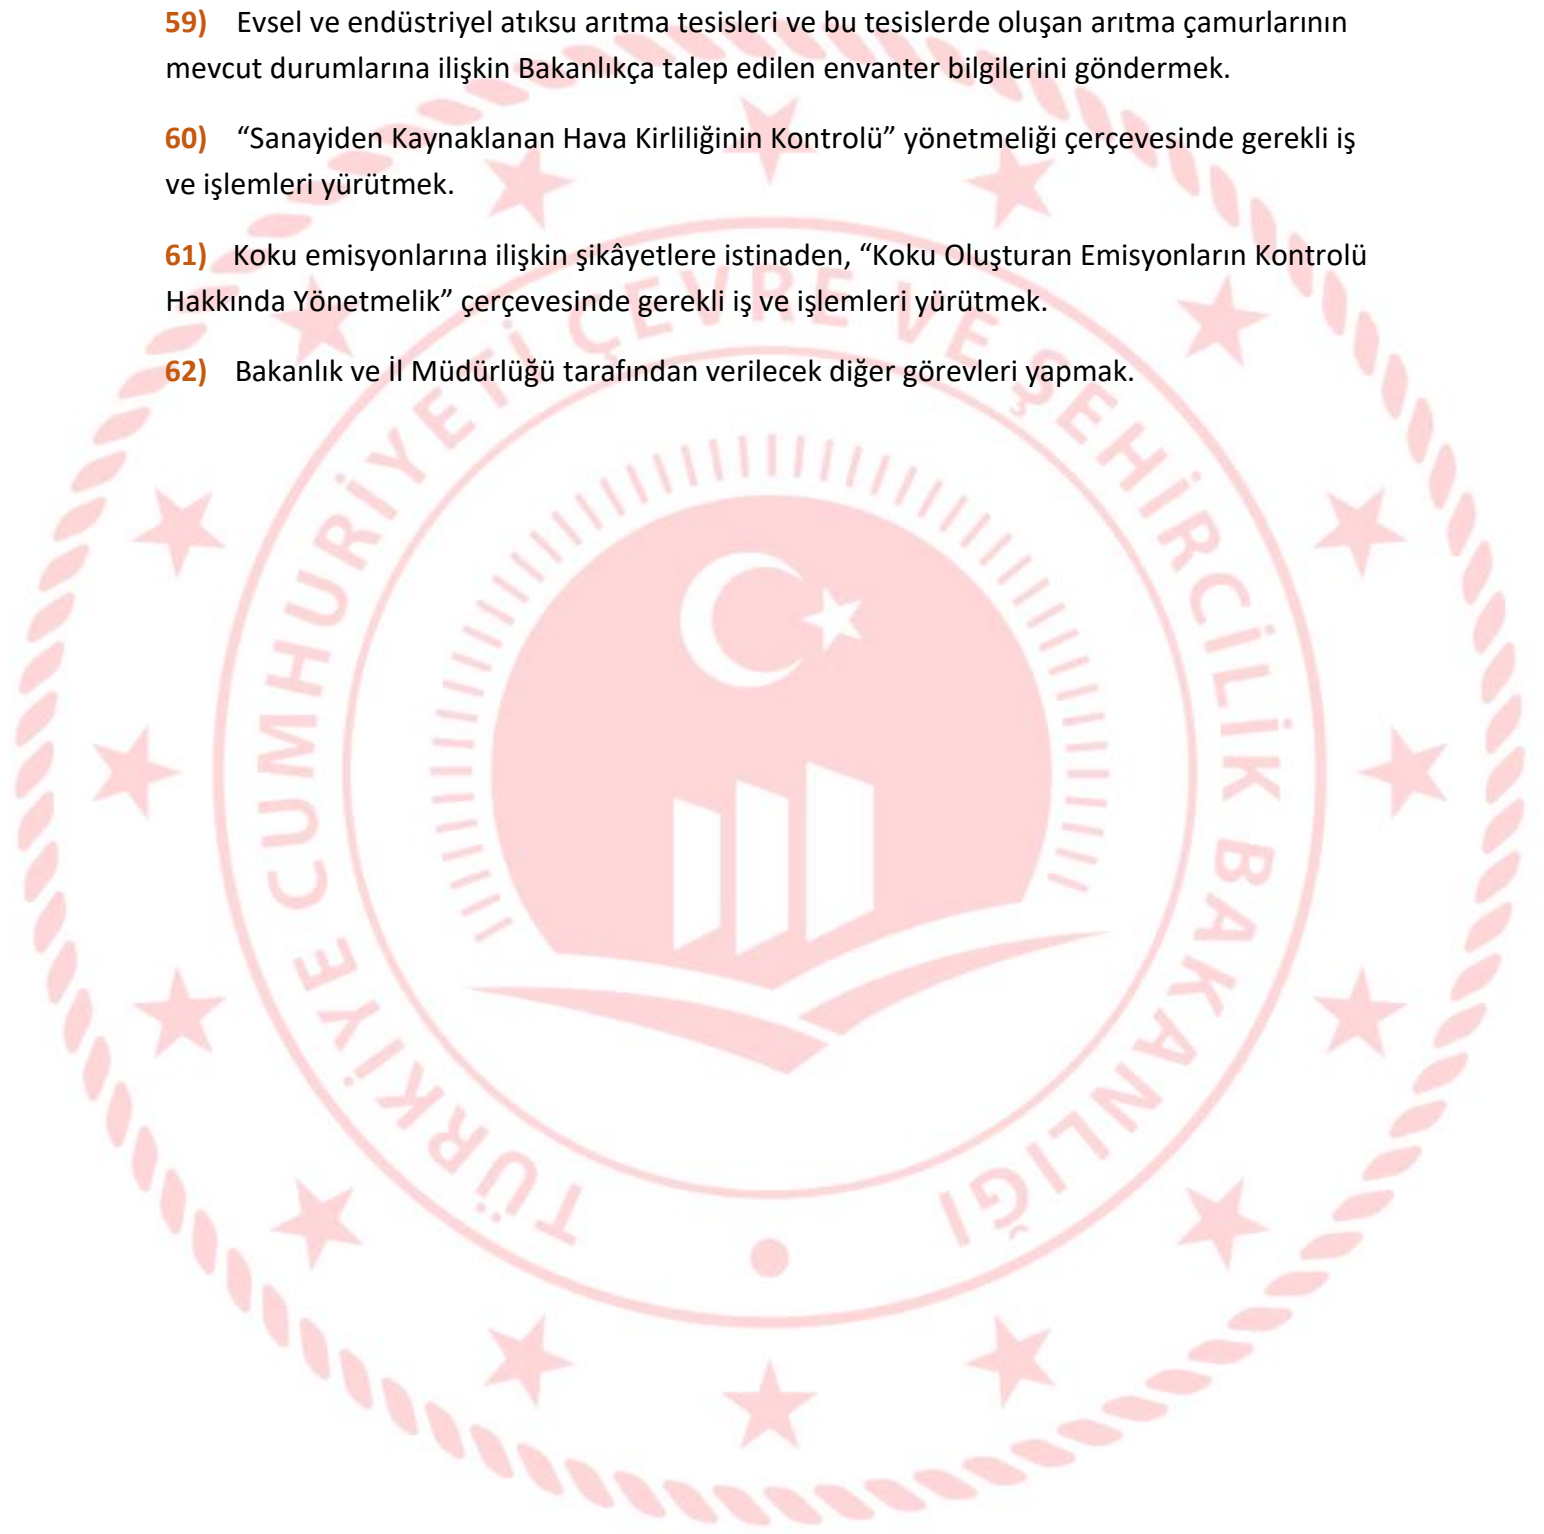 59) Evsel ve endüstriyel atıksu arıtma tesisleri ve bu tesislerde oluşan arıtma çamurlarının
mevcut durumlarına ilişkin Bakanlıkça talep edilen envanter bilgilerini göndermek.
60) “Sanayiden Kaynaklanan Hava Kirliliğinin Kontrolü” yönetmeliği çerçevesinde gerekli iş
ve işlemleri yürütmek.
61) Koku emisyonlarına ilişkin şikâyetlere istinaden, “Koku Oluşturan Emisyonların Kontrolü
Hakkında Yönetmelik” çerçevesinde gerekli iş ve işlemleri yürütmek.
62) Bakanlık ve İl Müdürlüğü tarafından verilecek diğer görevleri yapmak.
TÜRKİYE CUMHURİYETİ ÇEVRE VE ŞEHİRCİLİK BAKANLIĞI